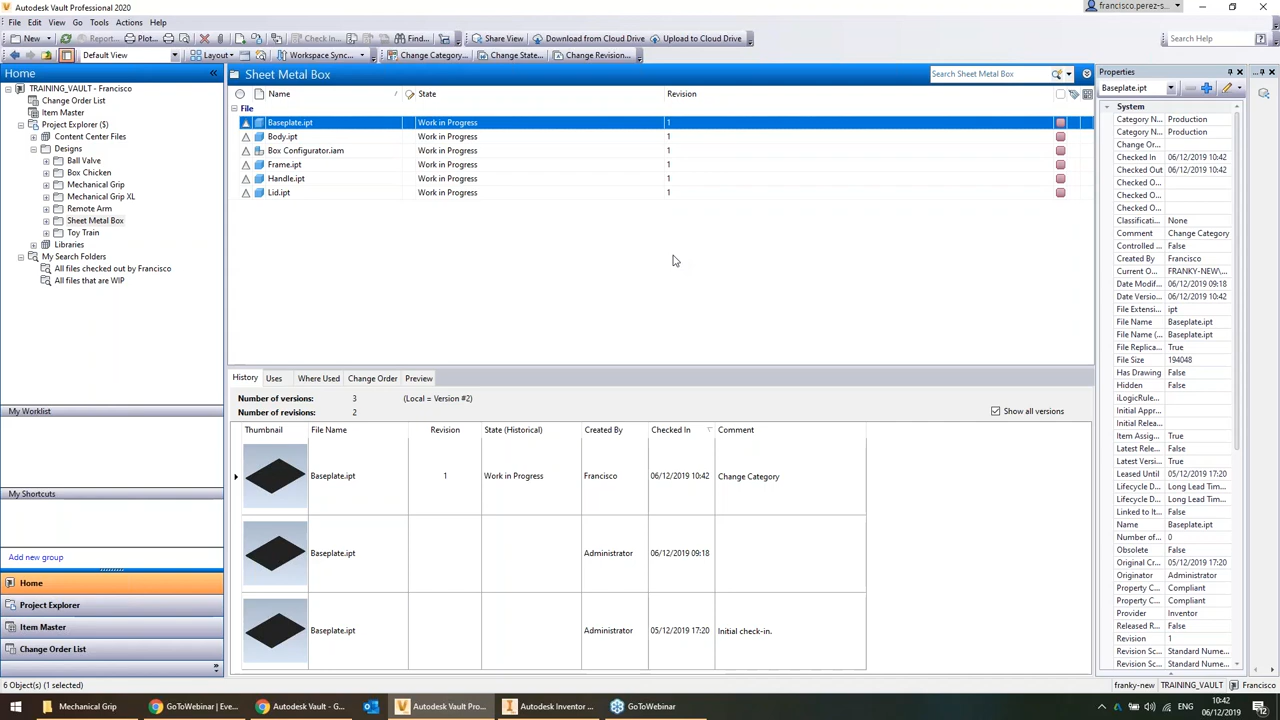 Autodesk Vault Professional 2020
francisco.perez-s...
File Edit View Go Tools Actions Help
New Report... Plot... Check in... Find... Share View Download from Cloud Drive Upload to Cloud Drive
Search Help
Default View Layout Workspace Sync... Change Category... Change State... Change Revision...
Home
TRAINING_VAULT - Francisco
Change Order List
Item Master
Project Explorer ($)
Content Center Files
Designs
Ball Valve
Box Chicken
Mechanical Grip
Mechanical Grip XL
Remote Arm
Sheet Metal Box
Toy Train
Libraries
My Search Folders
All files checked out by Francisco
All files that are WIP
My Worklist
My Shortcuts
Add new group
Home
Project Explorer
Item Master
Change Order List
Sheet Metal Box
Search Sheet Metal Box
Name State Revision
File
Baseplate.ipt Work in Progress 1
Body.ipt Work in Progress 1
Box Configurator.iam Work in Progress 1
Frame.ipt Work in Progress 1
Handle.ipt Work in Progress 1
Lid.ipt Work in Progress 1
History Uses Where Used Change Order Preview
Number of versions: 3 (Local = Version #2)
Number of revisions: 2
Show all versions
Thumbnail File Name Revision State (Historical) Created By Checked In Comment
Baseplate.ipt 1 Work in Progress Francisco 06/12/2019 10:42 Change Category
Baseplate.ipt Administrator 06/12/2019 09:18
Baseplate.ipt Administrator 05/12/2019 17:20 Initial check-in.
Properties
Baseplate.ipt
System
Category N... Production
Category N... Production
Change Or...
Checked In 06/12/2019 10:42
Checked Out 06/12/2019 10:42
Checked O...
Checked O...
Checked O...
Classificati... None
Comment Change Category
Controlled ... False
Created By Francisco
Current O... FRANKY-NEW\...
Date Modif... 06/12/2019 09:18
Date Versio... 06/12/2019 10:42
File Extensi... ipt
File Name Baseplate.ipt
File Name (... Baseplate.ipt
File Replica... True
File Size 194048
Has Drawing False
Hidden False
iLogicRule...
Initial Appr...
Initial Relea...
Item Assig... True
Latest Rele... False
Latest Versi... True
Leased Until 05/12/2019 17:20
Lifecycle D... Long Lead Tim...
Lifecycle D... Long Lead Tim...
Linked to It... False
Name Baseplate.ipt
Number of... 0
Obsolete False
Original Cr... 05/12/2019 17:20
Originator Administrator
Property C... Compliant
Property C... Compliant
Provider Inventor
Released R... False
Revision 1
Revision Sc... Standard Nume...
Revision Sc... Standard Nume...
6 Object(s) (1 selected)
franky-new TRAINING_VAULT Francisco
Mechanical Grip GoToWebinar | Eve... Autodesk Vault - G... Autodesk Vault Pro... Autodesk Inventor ... GoToWebinar
10:42
06/12/2019